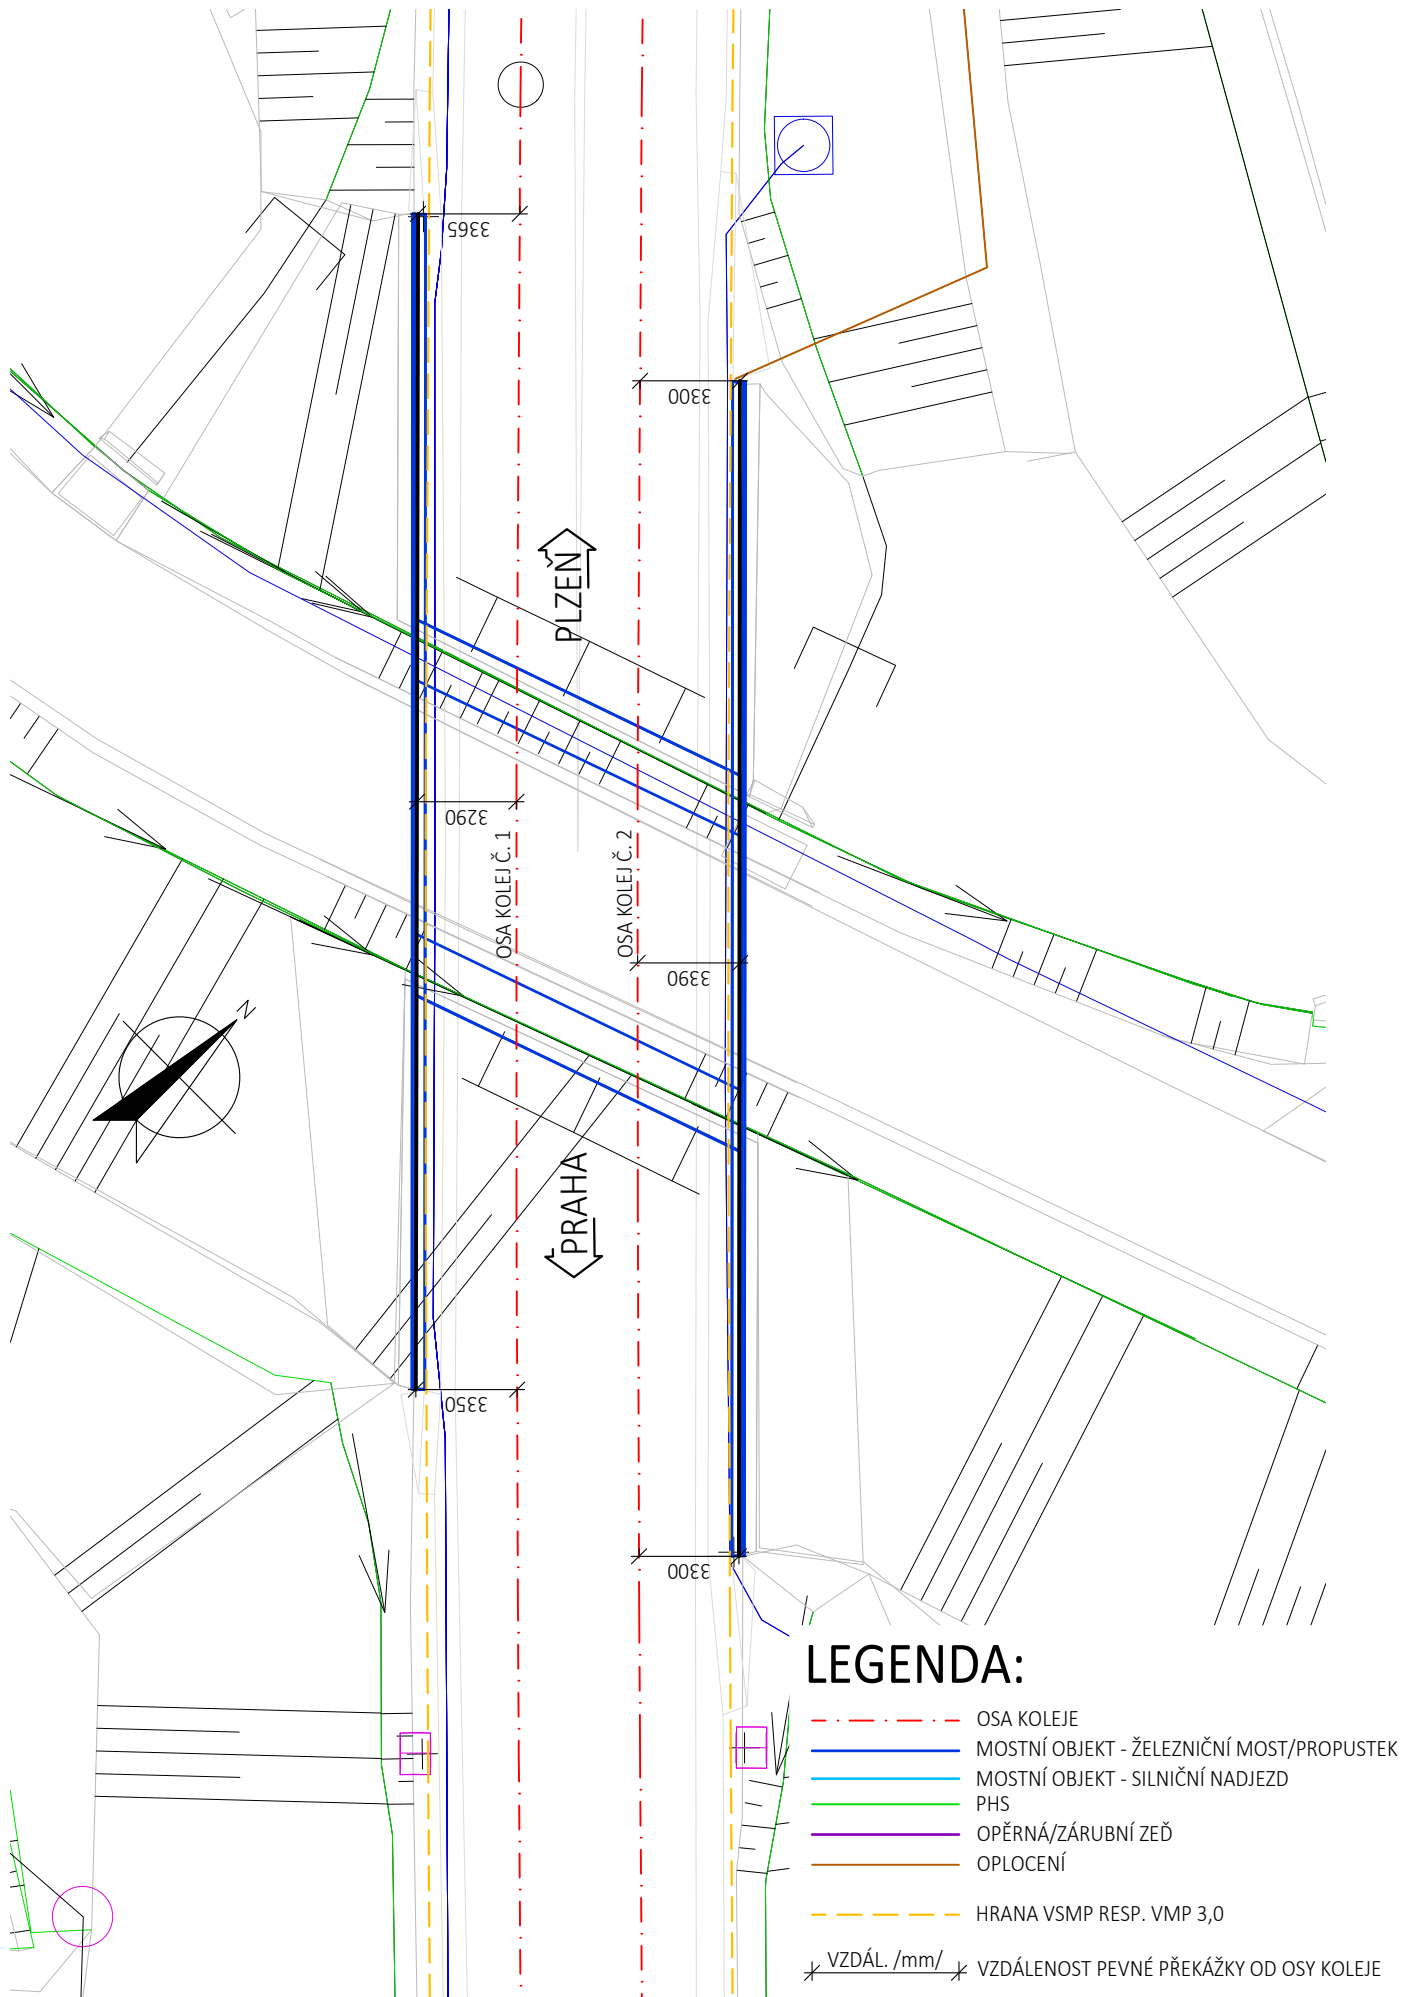 3365
3300
PLZEŇ
3290
OSA KOLEJ Č. 1
OSA KOLEJ Č. 2
3390
N
PRAHA
3350
3300
LEGENDA:
OSA KOLEJE
MOSTNÍ OBJEKT - ŽELEZNIČNÍ MOST/PROPUSTEK
MOSTNÍ OBJEKT - SILNIČNÍ NADJEZD
PHS
OPĚRNÁ/ZÁRUBNÍ ZEĎ
OPLOCENÍ
HRANA VSMP RESP. VMP 3,0
VZDÁL. /mm/ VZDÁLENOST PEVNÉ PŘEKÁŽKY OD OSY KOLEJE